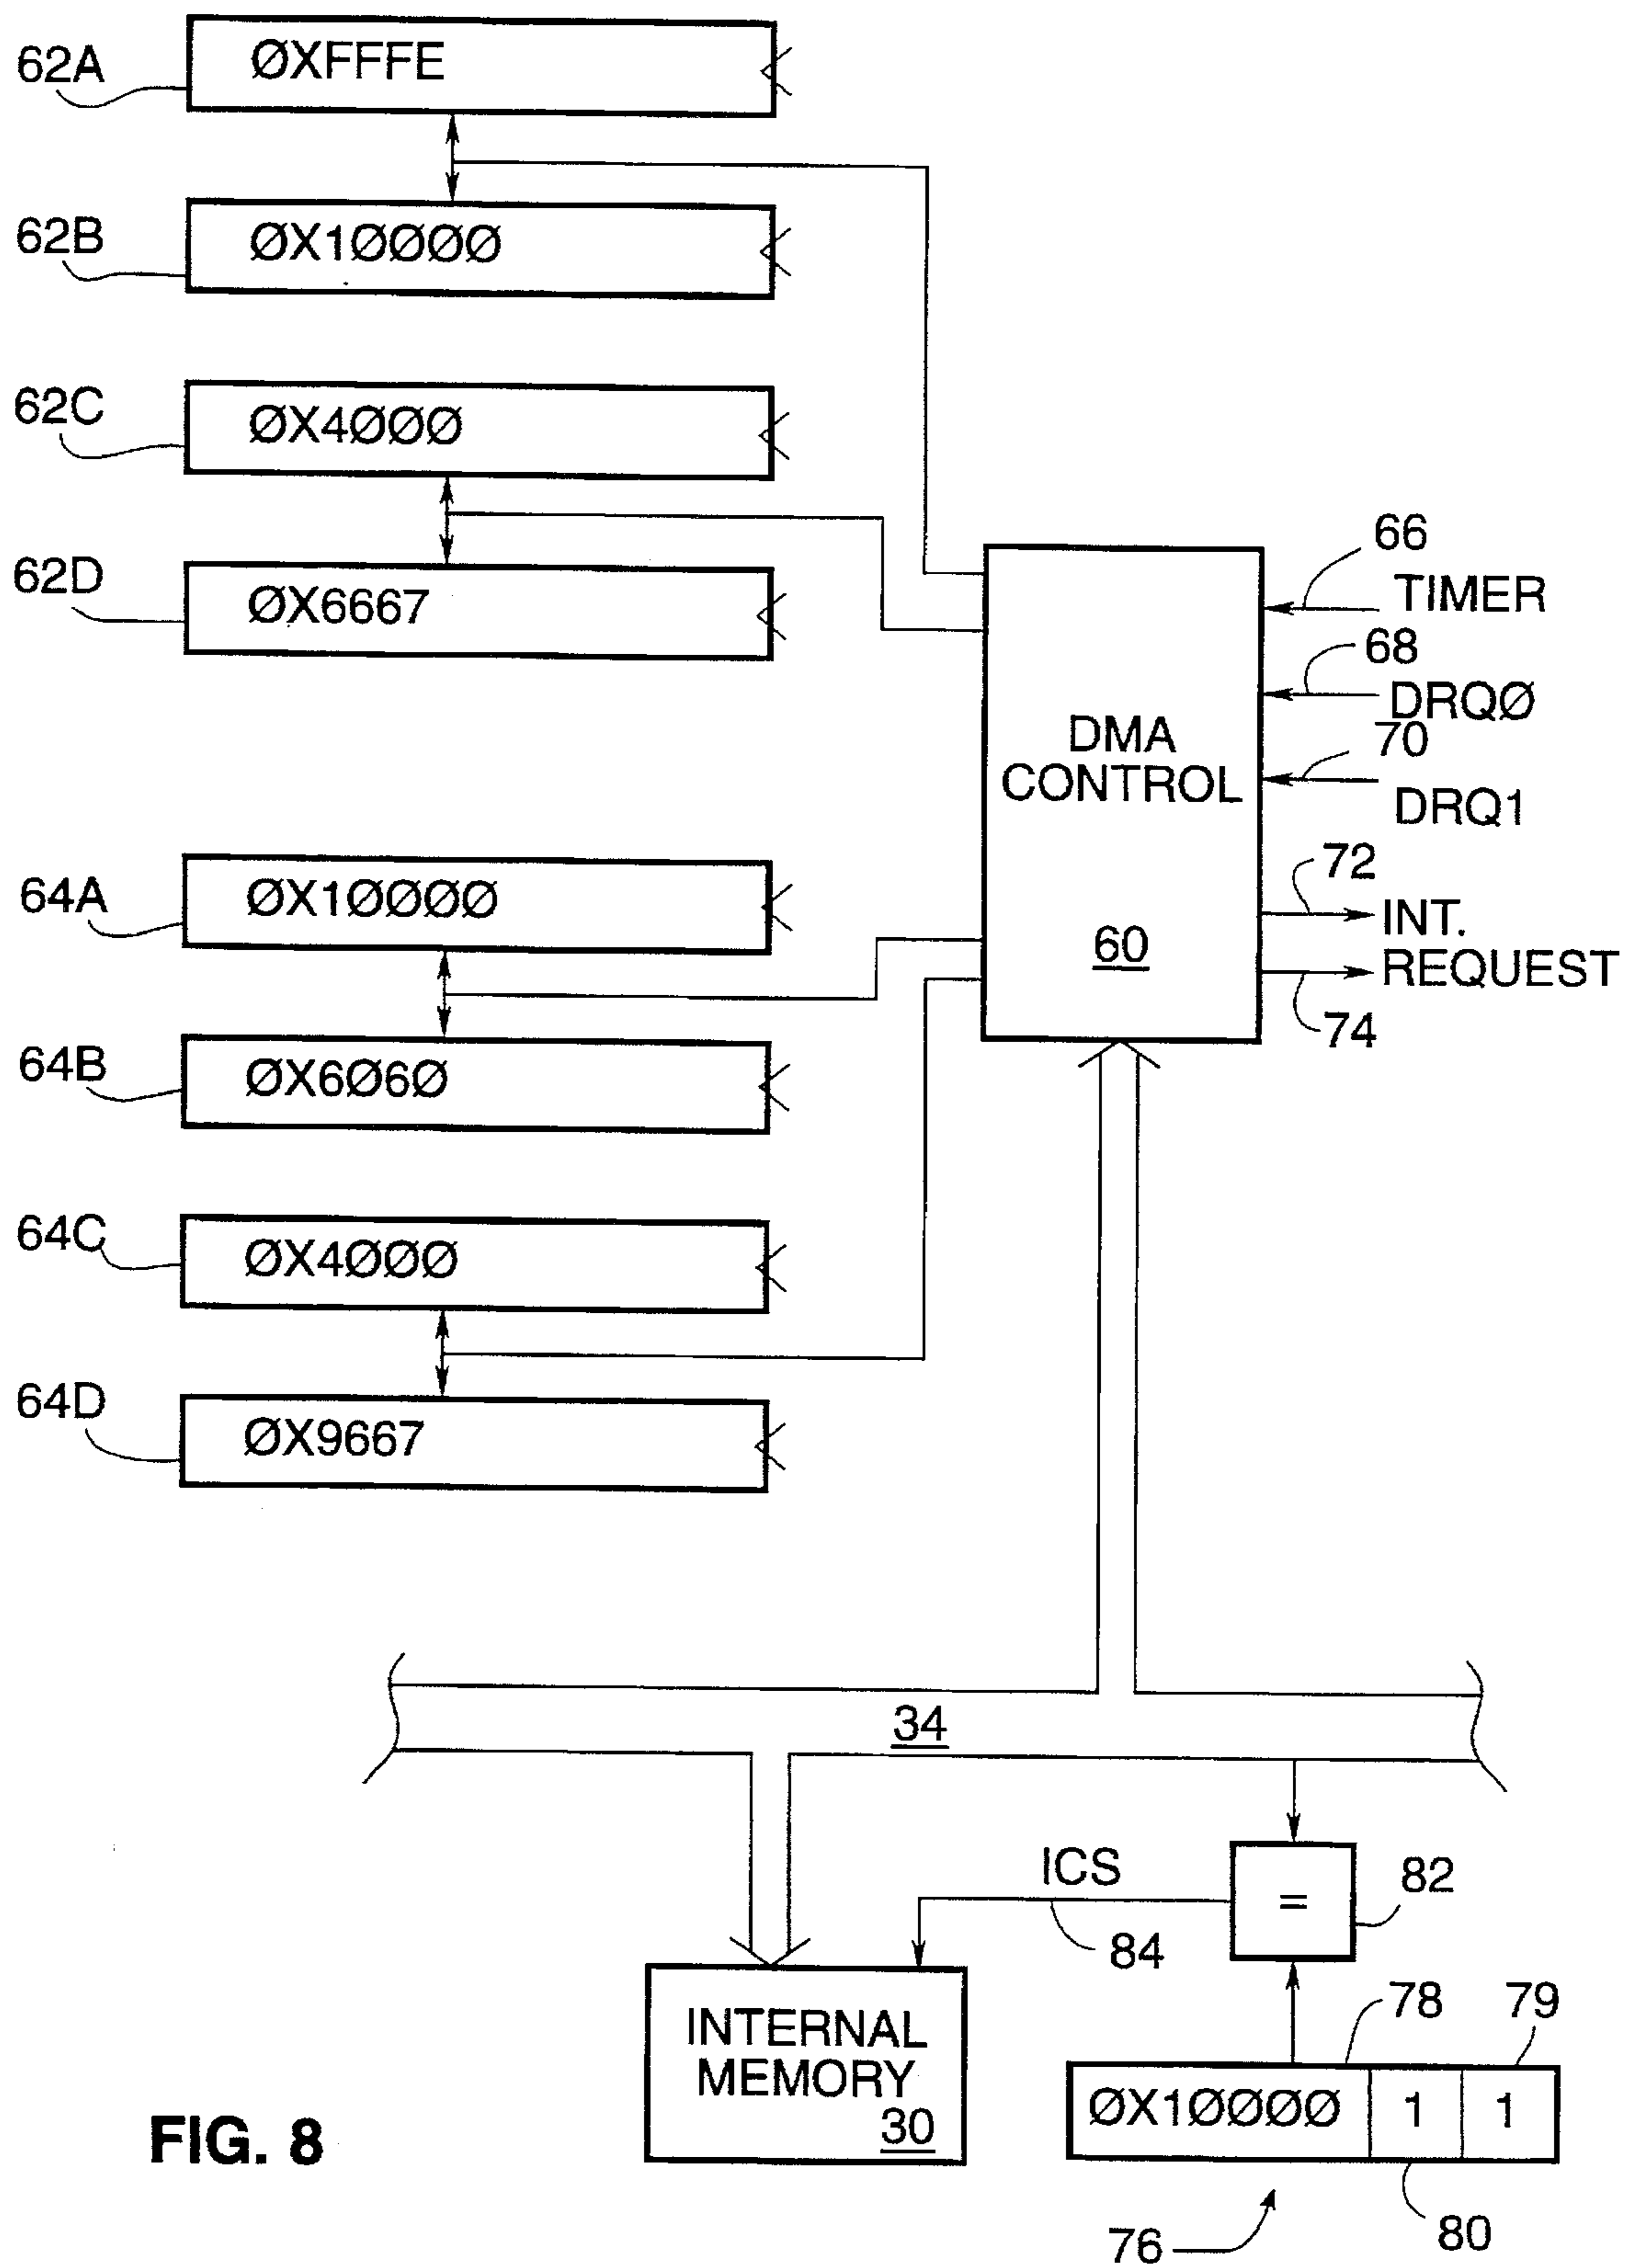 62A
ØXFFFE
62B
ØX1ØØØØ
62C
ØX4ØØØ
62D
ØX6667
66
TIMER
68
DRQØ
DMA
CONTROL
60
70
DRQ1
72
INT.
REQUEST
74
64A
ØX1ØØØØ
64B
ØX6Ø6Ø
64C
ØX4ØØØ
64D
ØX9667
34
ICS
84
=
82
INTERNAL
MEMORY
30
78
79
ØX1ØØØØ 1 1
76
80
FIG. 8